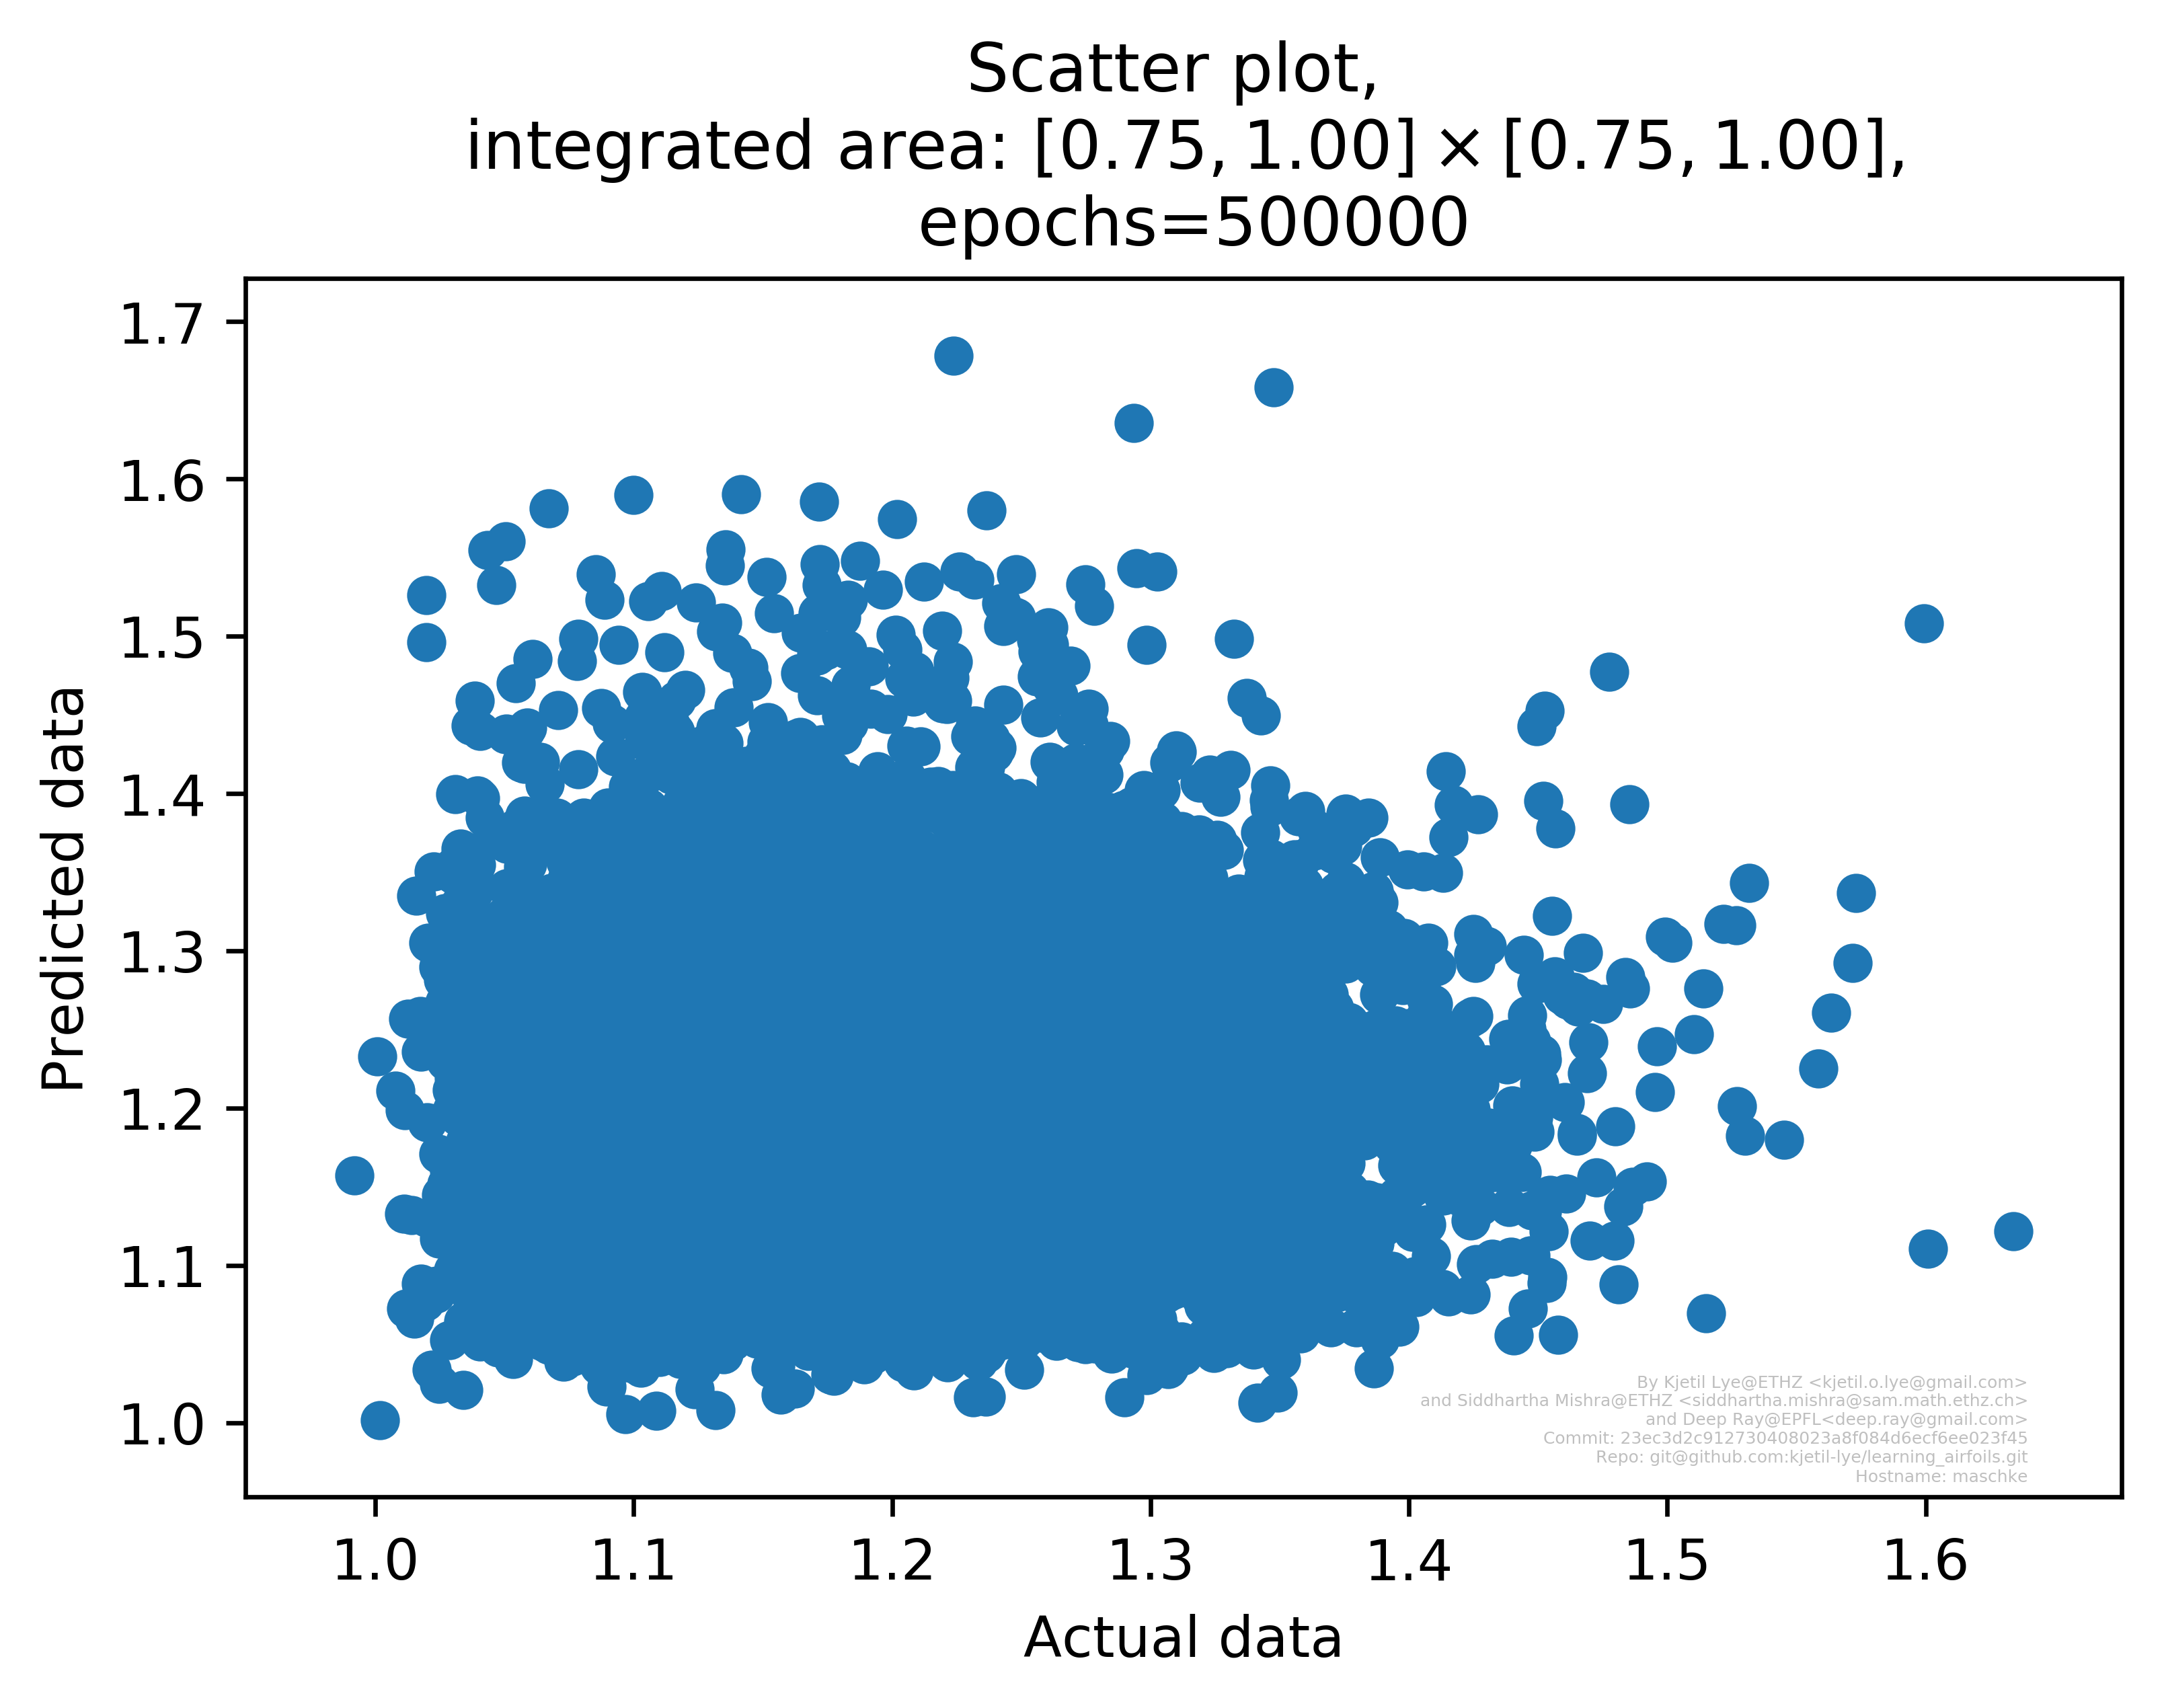 Scatter plot,
integrated area: [0.75, 1.00] × [0.75, 1.00],
epochs=500000
1.7
1.6
1.5
1.4
1.3
1.2
1.1
1.0
Predicted data
By Kjetil Lye@ETHZ <kjetil.o.lye@gmail.com>
and Siddhartha Mishra@ETHZ <siddhartha.mishra@sam.math.ethz.ch>
and Deep Ray@EPFL<deep.ray@gmail.com>
Commit: 23ec3d2c912730408023a8f084d6ecf6ee023f45
Repo: git@github.com:kjetil-lye/learning_airfoils.git
Hostname: maschke
1.0 1.1 1.2 1.3 1.4 1.5 1.6
Actual data